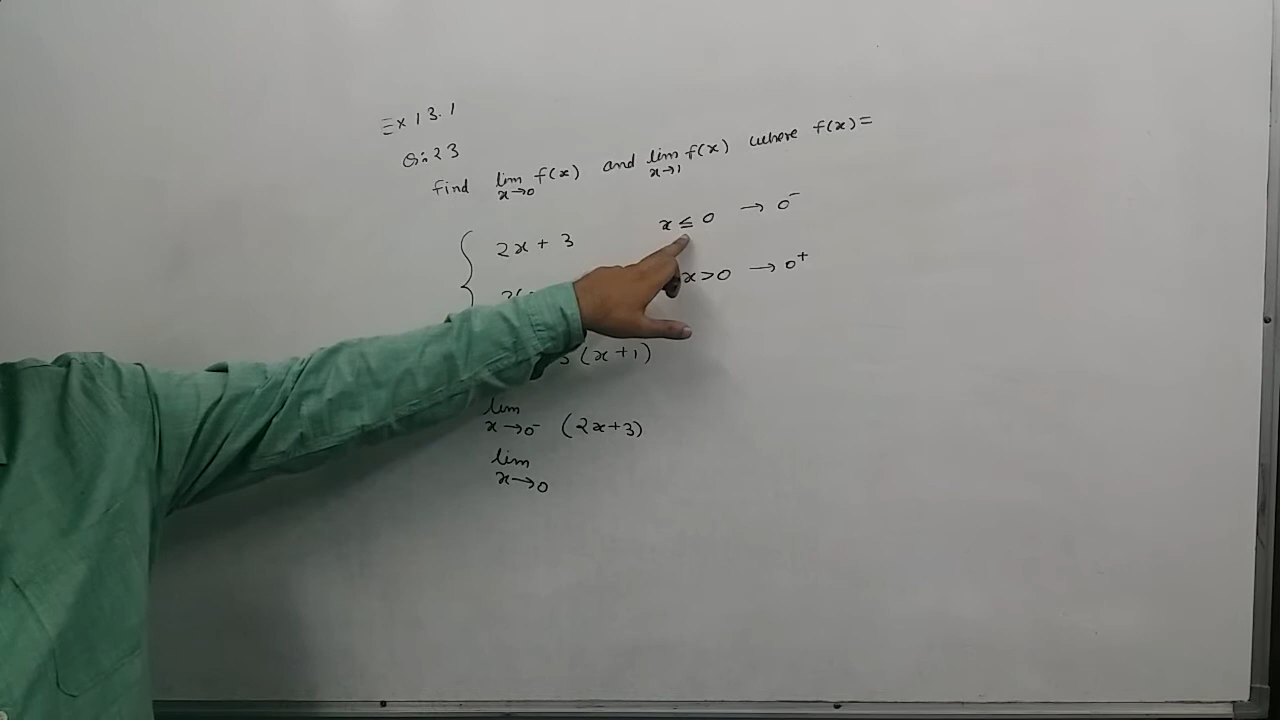 Ex 13.1
Q:23
Find lim x→0 f(x) and lim x→1 f(x) where f(x)=
{ 2x + 3 x ≤ 0 → 0⁻
x>0 → 0⁺
(x+1)
lim x→0⁻ (2x+3)
lim x→0